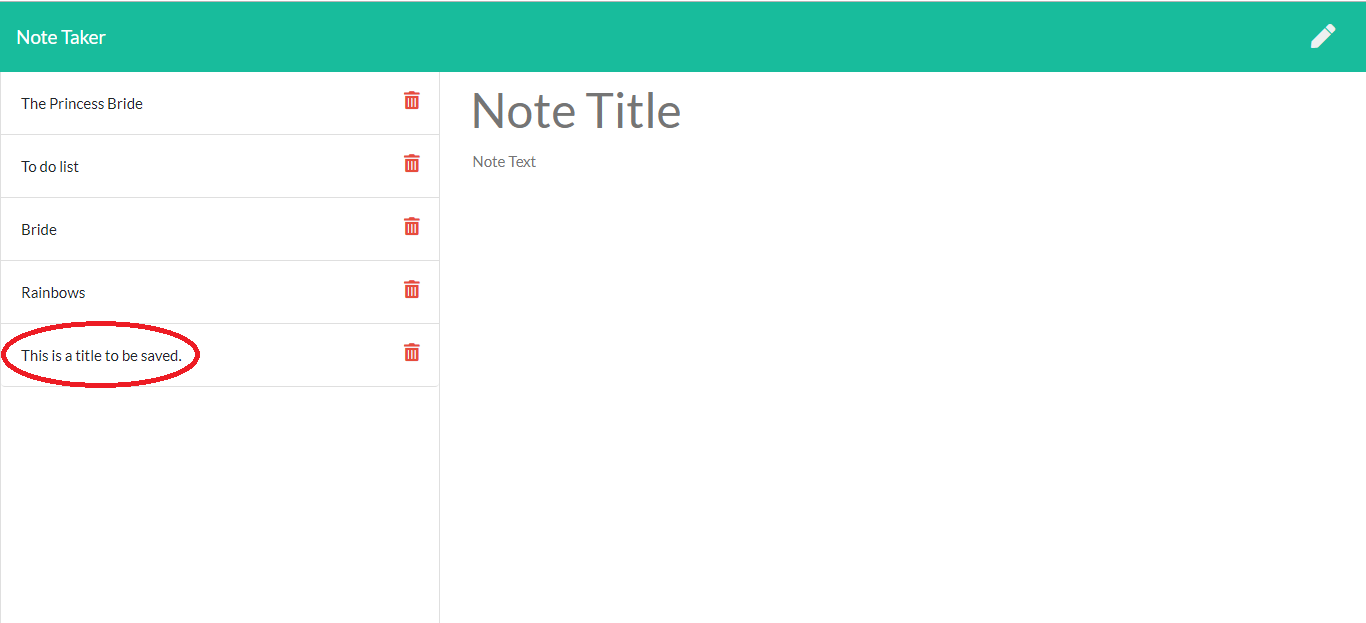 Note Taker
The Princess Bride
To do list
Bride
Rainbows
This is a title to be saved.
Note Title
Note Text